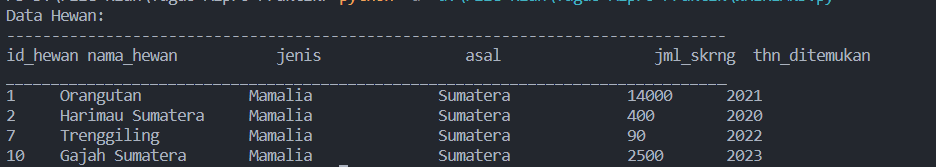 Data Hewan:
--------------------------------------------------------------------------------
id_hewan nama_hewan jenis asal jml_skrng thn_ditemukan
________________________________________________________________________________
1 Orangutan Mamalia Sumatera 14000 2021
2 Harimau Sumatera Mamalia Sumatera 400 2020
7 Trenggiling Mamalia Sumatera 90 2022
10 Gajah Sumatera Mamalia Sumatera 2500 2023